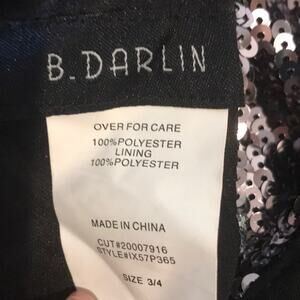 B. DARLIN
OVER FOR CARE
100%POLYESTER
LINING
100%POLYESTER
MADE IN CHINA
CUT#20007916
STYLE#IX57P365
SIZE 3/4